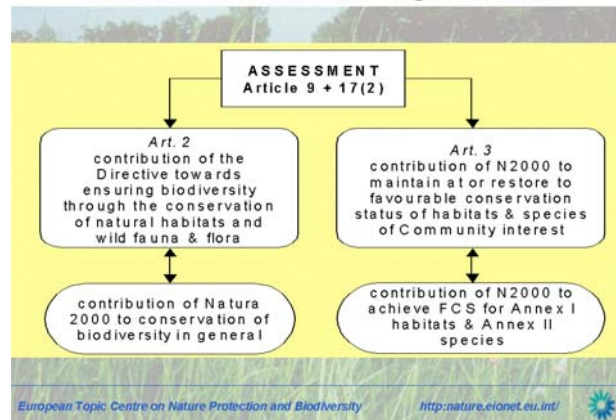 ASSESSMENT
Article 9 + 17(2)
Art. 2
contribution of the
Directive towards
ensuring biodiversity
through the conservation
of natural habitats and
wild fauna & flora
Art. 3
contribution of N2000 to
maintain at or restore to
favourable conservation
status of habitats & species
of Community interest
contribution of Natura
2000 to conservation of
biodiversity in general
contribution of N2000 to
achieve FCS for Annex I
habitats & Annex II
species
European Topic Centre on Nature Protection and Biodiversity
http:nature.eionet.eu.int/